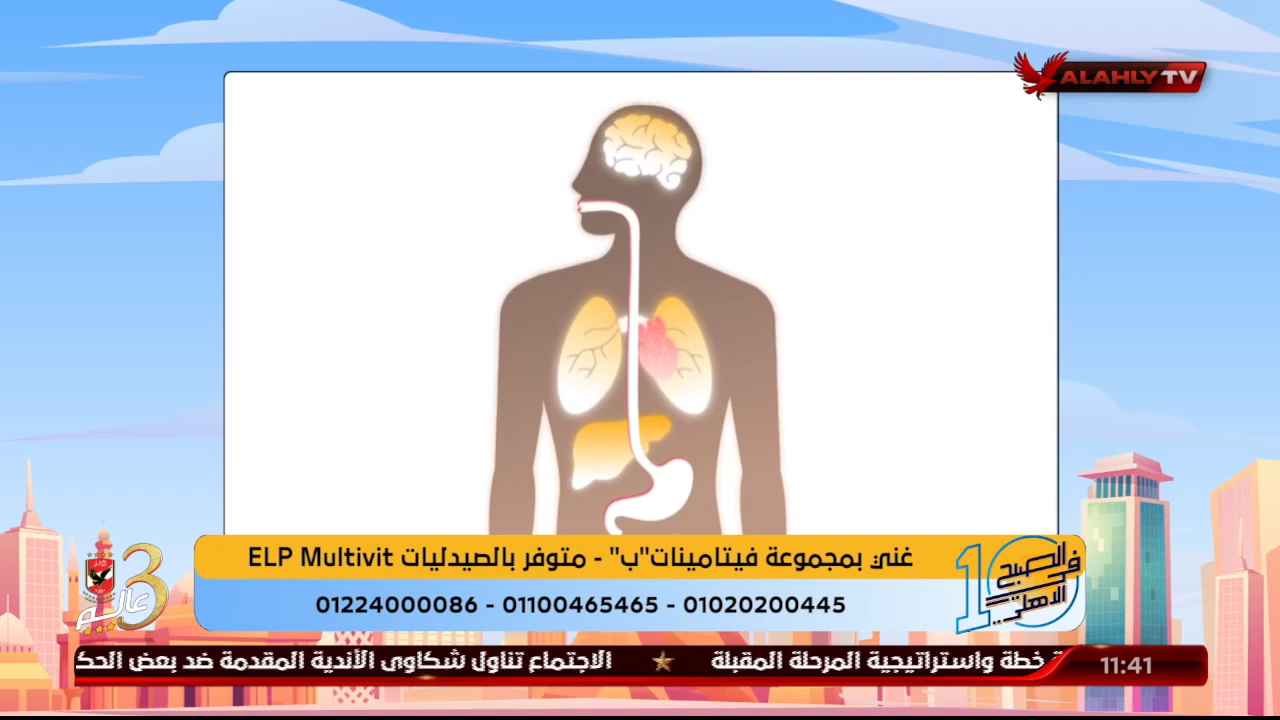 ALAHLY TV
غني بمجموعة فيتامينات"ب" - متوفر بالصيدليات ELP Multivit
01224000086 - 01100465465 - 01020200445
10 الصبح في الأهلي..
3 عالم
خطة واستراتيجية المرحلة المقبلة ★ الاجتماع تناول شكاوى الأندية المقدمة ضد بعض الحك
11:41